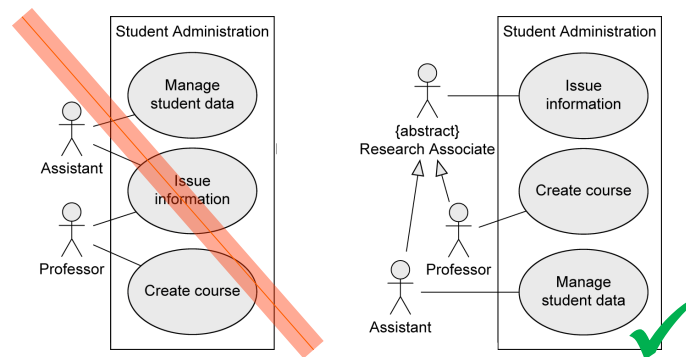 Student Administration
Manage
student data
Assistant
Issue
information
Professor
Create course
Student Administration
Issue
information
{abstract}
Research Associate
Create course
Professor
Manage
student data
Assistant